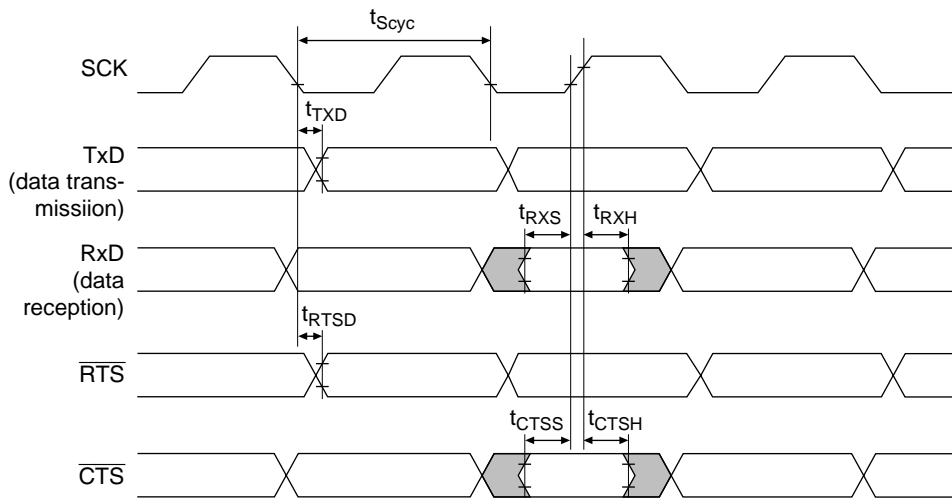 tScyc
SCK
tTXD
TxD
(data trans-
missiion)
tRXS
tRXH
RxD
(data
reception)
tRTSD
RTS
tCTSS
tCTSH
CTS